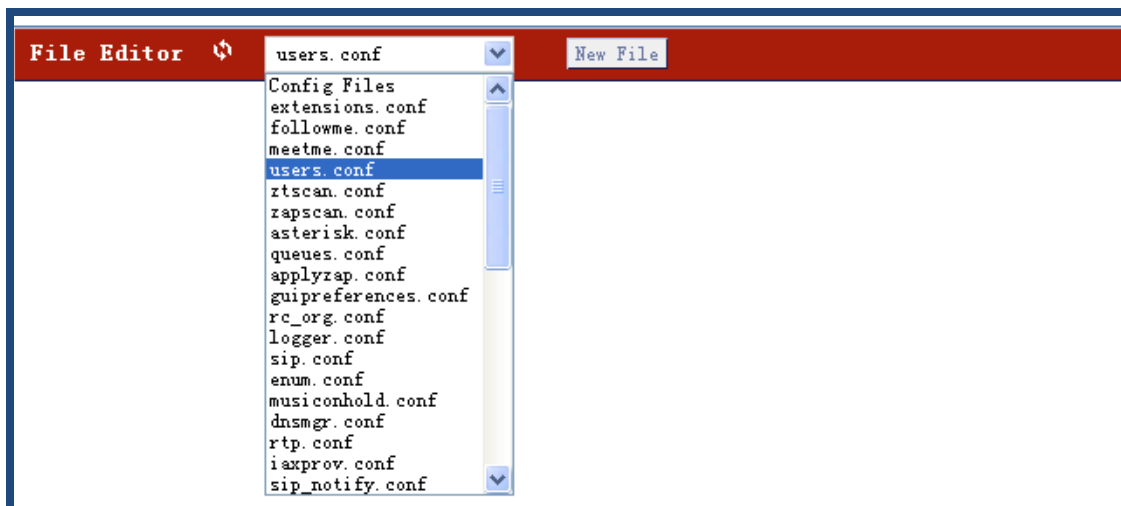 File Editor users.conf New File
Config Files
extensions.conf
followme.conf
meetme.conf
users.conf
ztscan.conf
zapscan.conf
asterisk.conf
queues.conf
applyzap.conf
guipreferences.conf
rc_org.conf
logger.conf
sip.conf
enum.conf
musiconhold.conf
dnsmgr.conf
rtp.conf
iaxprov.conf
sip_notify.conf